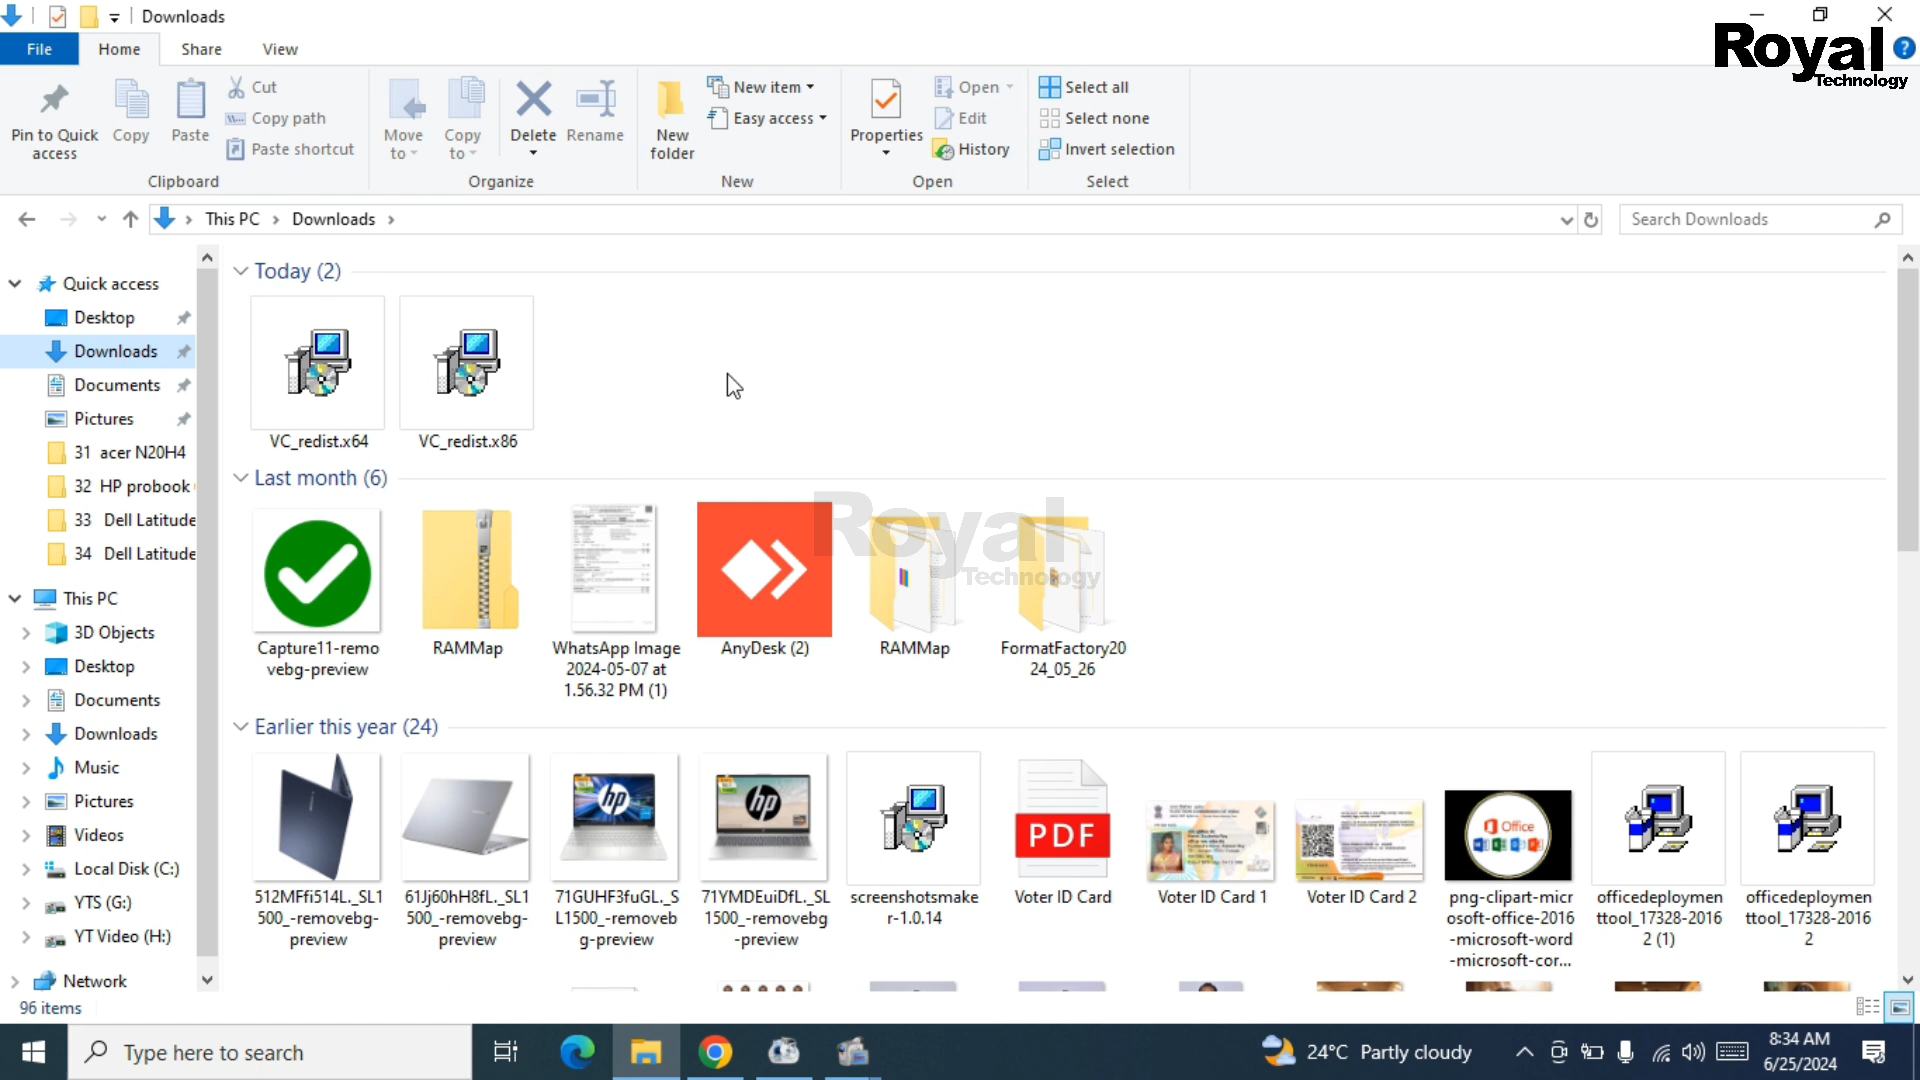 Downloads
File
Home
Share
View
Royal
Technology
Pin to Quick
access
Copy
Paste
Cut
Copy path
Paste shortcut
Clipboard
Move
to
Copy
to
Delete
Rename
Organize
New
folder
New item
Easy access
New
Properties
Open
Edit
History
Open
Select all
Select none
Invert selection
Select
This PC
Downloads
Search Downloads
Quick access
Desktop
Downloads
Documents
Pictures
31 acer N20H4
32 HP probook
33 Dell Latitude
34 Dell Latitude
This PC
3D Objects
Desktop
Documents
Downloads
Music
Pictures
Videos
Local Disk (C:)
YTS (G:)
YT Video (H:)
Network
Today (2)
VC_redist.x64
VC_redist.x86
Last month (6)
Royal
Technology
Capture11-remo
vebg-preview
RAMMap
WhatsApp Image
2024-05-07 at
1.56.32 PM (1)
AnyDesk (2)
RAMMap
FormatFactory20
24_05_26
Earlier this year (24)
hp
hp
PDF
Office
512MFfi514L._SL1
500_-removebg-
preview
61Jj60hH8fL._SL1
500_-removebg-
preview
71GUHF3fuGL._S
L1500_-removeb
g-preview
71YMDEuiDfL._SL
1500_-removebg
-preview
screenshotsmake
r-1.0.14
Voter ID Card
Voter ID Card 1
Voter ID Card 2
png-clipart-micr
osoft-office-2016
-microsoft-word
-microsoft-cor...
officedeploymen
ttool_17328-2016
2 (1)
officedeploymen
ttool_17328-2016
2
96 items
Type here to search
24°C Partly cloudy
8:34 AM
6/25/2024